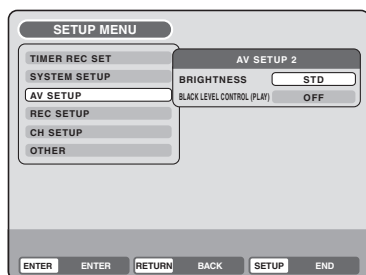 SETUP MENU
TIMER REC SET
SYSTEM SETUP
AV SETUP
REC SETUP
CH SETUP
OTHER
AV SETUP 2
BRIGHTNESS STD
BLACK LEVEL CONTROL (PLAY) OFF
ENTER ENTER RETURN BACK SETUP END